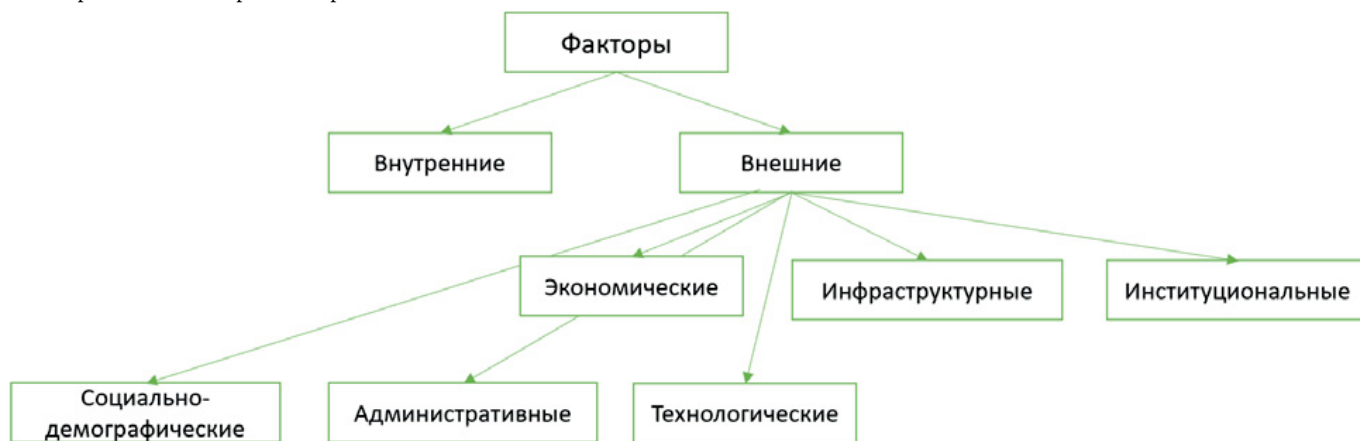 Факторы
Внутренние
Внешние
Экономические
Инфраструктурные
Институциональные
Социально-
демографические
Административные
Технологические